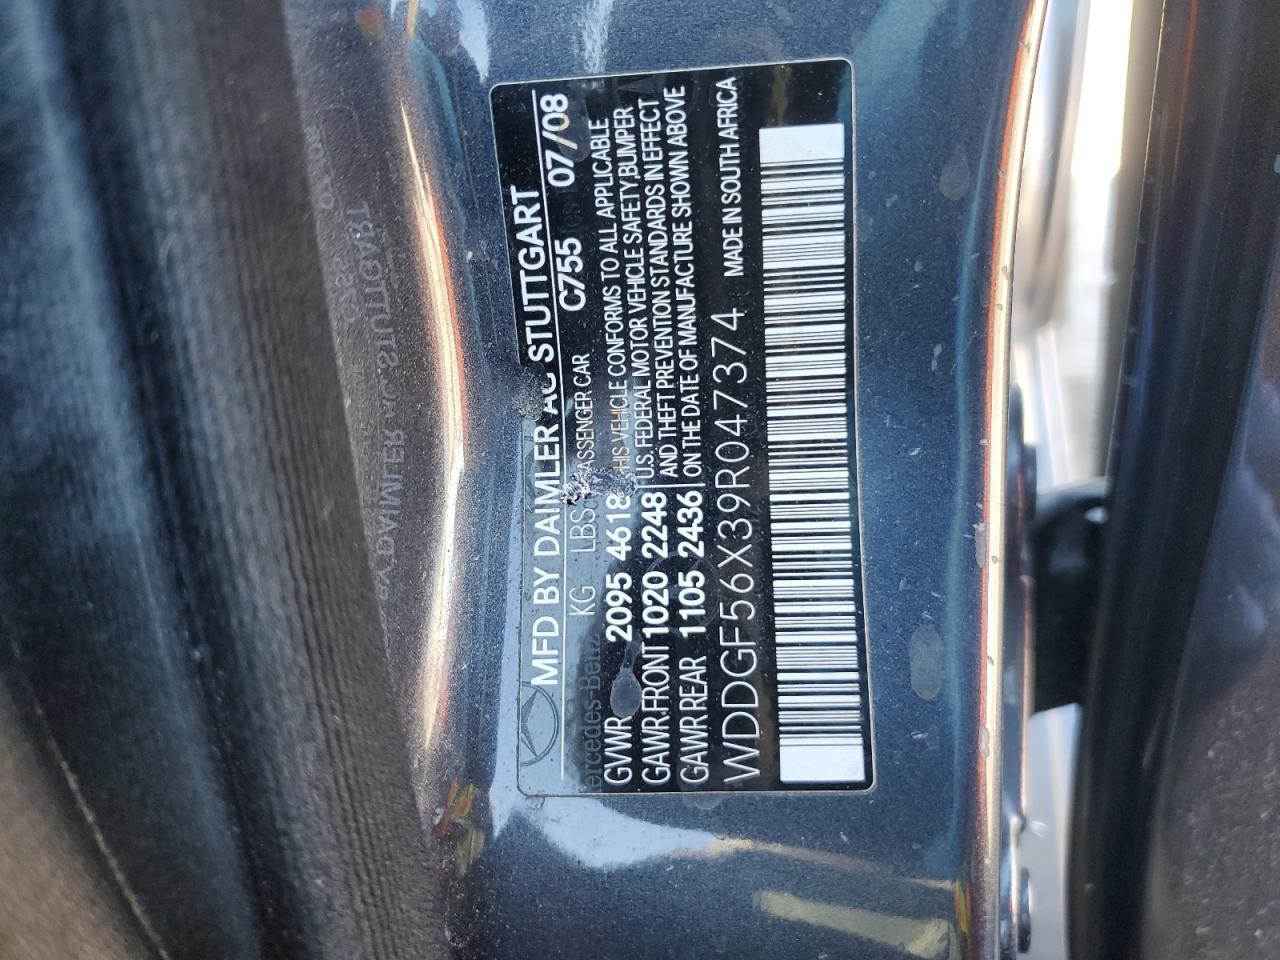 MFD BY DAIMLER AG STUTTGART
KG LBS C755 07/08
GVWR 2095 4618
GAWR.FRONT 1020 2248
GAWR REAR 1105 2436
PASSENGER CAR
THIS VEHICLE CONFORMS TO ALL APPLICABLE
U.S. FEDERAL MOTOR VEHICLE SAFETY,BUMPER
AND THEFT PREVENTION STANDARDS IN EFFECT
ON THE DATE OF MANUFACTURE SHOWN ABOVE
WDDGF56X39R047374 MADE IN SOUTH AFRICA